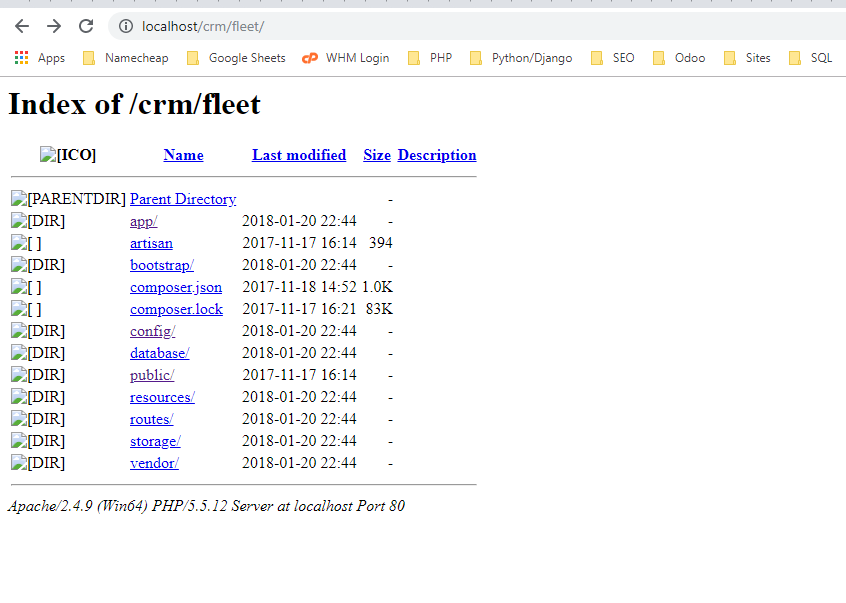 localhost/crm/fleet/
Apps Namecheap Google Sheets cP WHM Login PHP Python/Django SEO Odoo Sites SQL
Index of /crm/fleet
[ICO] Name Last modified Size Description
[PARENTDIR] Parent Directory -
[DIR] app/ 2018-01-20 22:44 -
[ ] artisan 2017-11-17 16:14 394
[DIR] bootstrap/ 2018-01-20 22:44 -
[ ] composer.json 2017-11-18 14:52 1.0K
[ ] composer.lock 2017-11-17 16:21 83K
[DIR] config/ 2018-01-20 22:44 -
[DIR] database/ 2018-01-20 22:44 -
[DIR] public/ 2017-11-17 16:14 -
[DIR] resources/ 2018-01-20 22:44 -
[DIR] routes/ 2018-01-20 22:44 -
[DIR] storage/ 2018-01-20 22:44 -
[DIR] vendor/ 2018-01-20 22:44 -
Apache/2.4.9 (Win64) PHP/5.5.12 Server at localhost Port 80